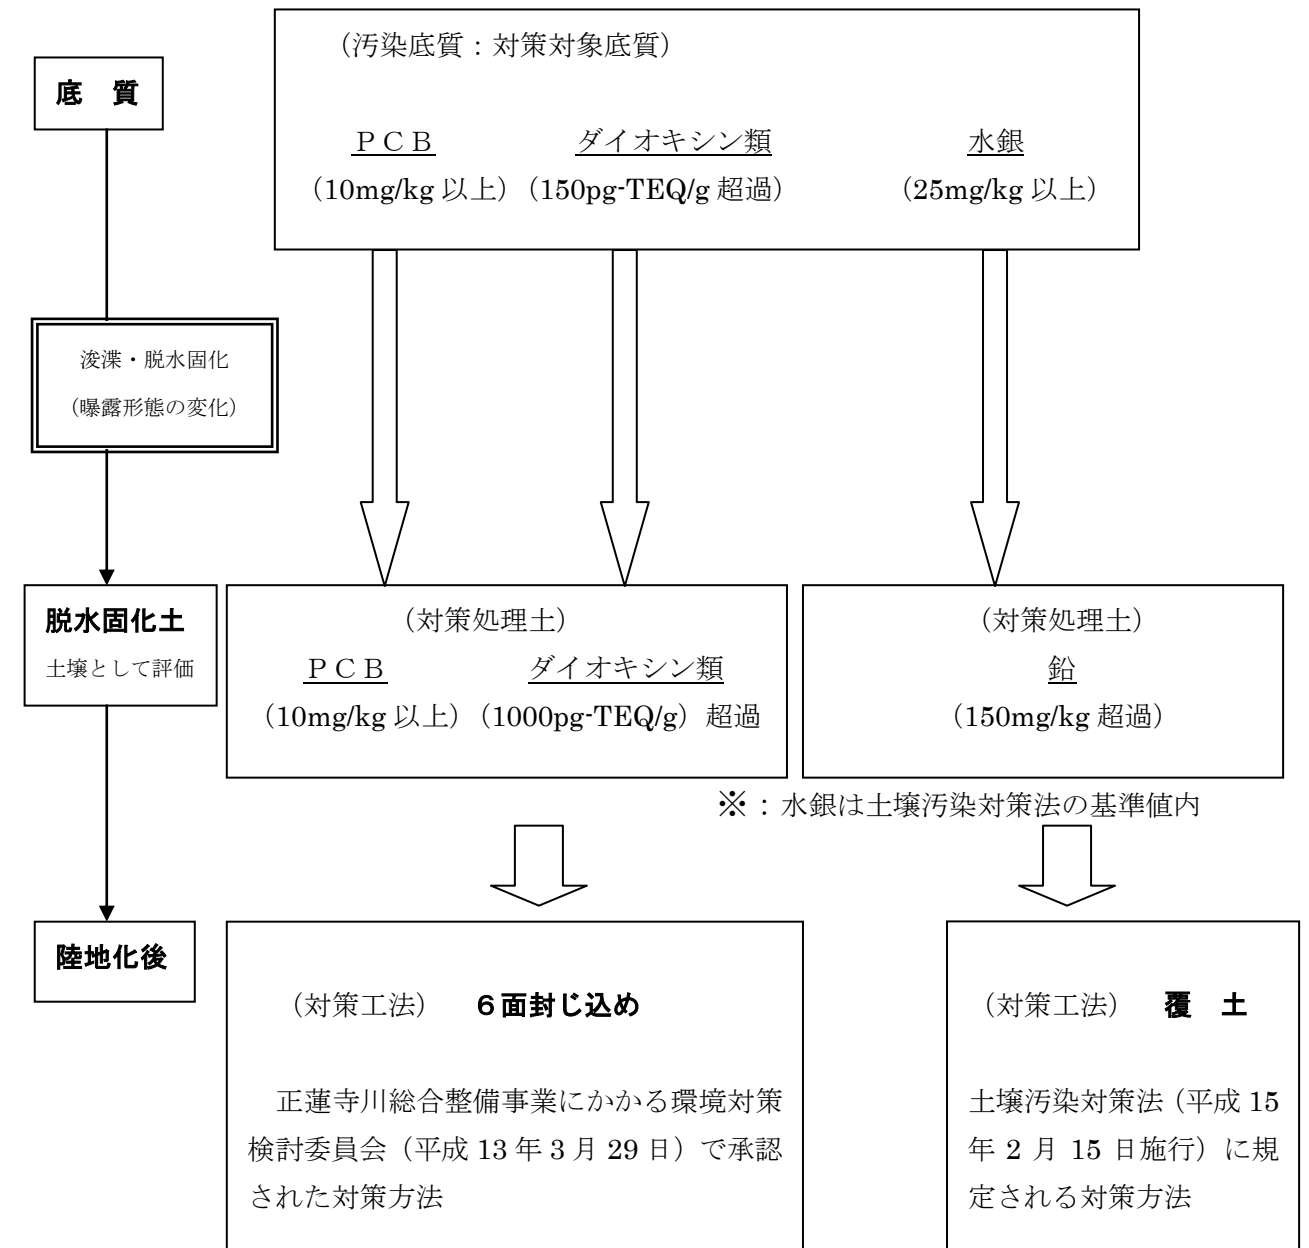 (汚染底質:対策対象底質)
底 質
PCB ダイオキシン類 水銀
(10mg/kg 以上)(150pg-TEQ/g 超過) (25mg/kg 以上)
浚渫・脱水固化
(曝露形態の変化)
脱水固化土
土壌として評価
(対策処理土)
PCB ダイオキシン類
(10mg/kg 以上)(1000pg-TEQ/g)超過
(対策処理土)
鉛
(150mg/kg 超過)
※:水銀は土壌汚染対策法の基準値内
陸地化後
(対策工法) 6面封じ込め
正蓮寺川総合整備事業にかかる環境対策
検討委員会(平成 13 年 3 月 29 日)で承認
された対策方法
(対策工法) 覆 土
土壌汚染対策法(平成 15
年 2 月 15 日施行)に規
定される対策方法